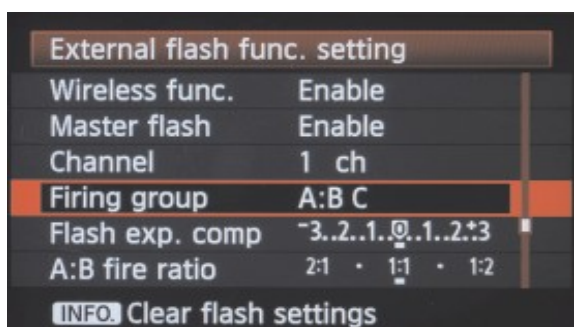 External flash func. setting
Wireless func. Enable
Master flash Enable
Channel 1 ch
Firing group A:B C
Flash exp. comp -3..2..1..0..1..2.+3
A:B fire ratio 2:1 · 1:1 · 1:2
INFO. Clear flash settings